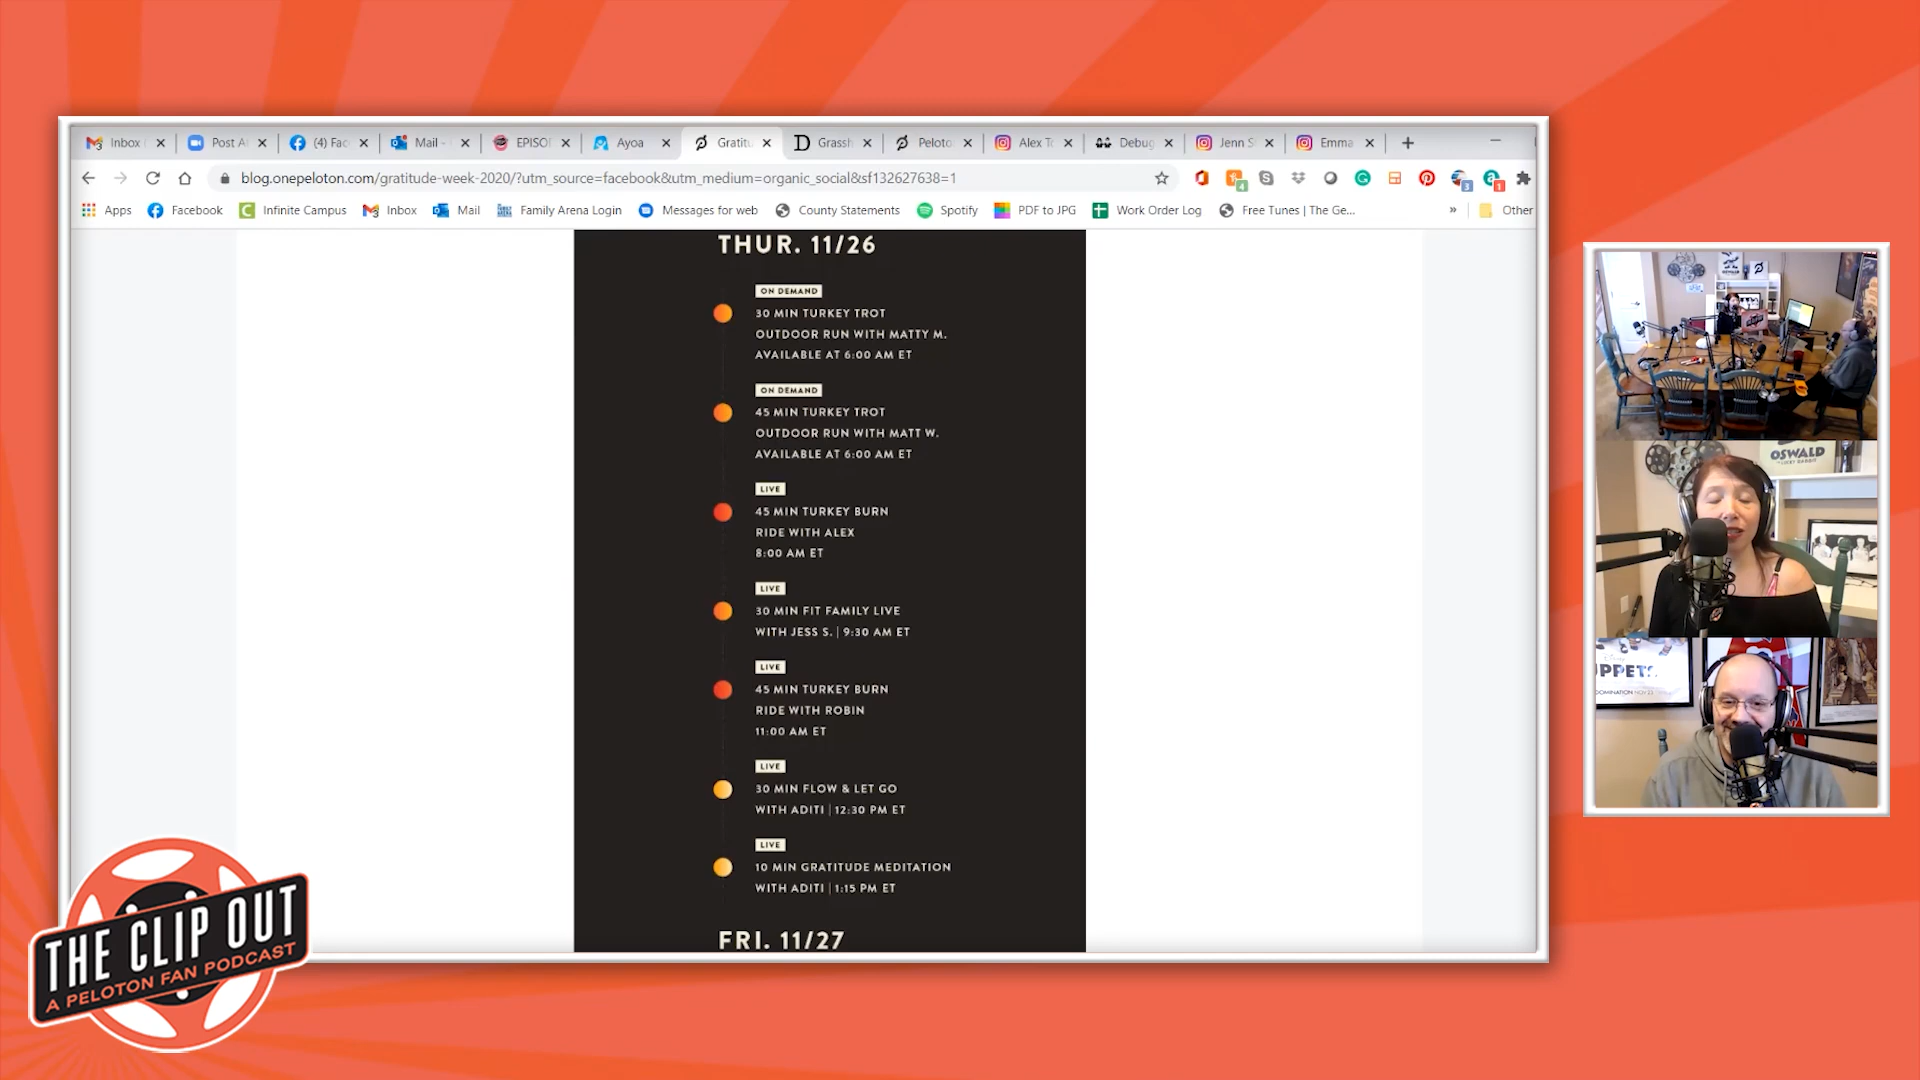 Inbox
Post A
(4) Fac
Mail -
EPISO
Ayoa
Gratitu
Grassh
Peloto
Alex To
Debug
Jenn S
Emma
blog.onepeloton.com/gratitude-week-2020/?utm_source=facebook&utm_medium=organic_social&sf132627638=1
Apps
Facebook
Infinite Campus
Inbox
Mail
Family Arena Login
Messages for web
County Statements
Spotify
PDF to JPG
Work Order Log
Free Tunes | The Ge...
»
Other
THUR. 11/26
ON DEMAND
30 MIN TURKEY TROT
OUTDOOR RUN WITH MATTY M.
AVAILABLE AT 6:00 AM ET
ON DEMAND
45 MIN TURKEY TROT
OUTDOOR RUN WITH MATT W.
AVAILABLE AT 6:00 AM ET
LIVE
45 MIN TURKEY BURN
RIDE WITH ALEX
8:00 AM ET
LIVE
30 MIN FIT FAMILY LIVE
WITH JESS S. | 9:30 AM ET
LIVE
45 MIN TURKEY BURN
RIDE WITH ROBIN
11:00 AM ET
LIVE
30 MIN FLOW & LET GO
WITH ADITI | 12:30 PM ET
LIVE
10 MIN GRATITUDE MEDITATION
WITH ADITI | 1:15 PM ET
FRI. 11/27
THE CLIP OUT
A PELOTON FAN PODCAST
OSWALD
UPPETS
DOMINATION NOV 23